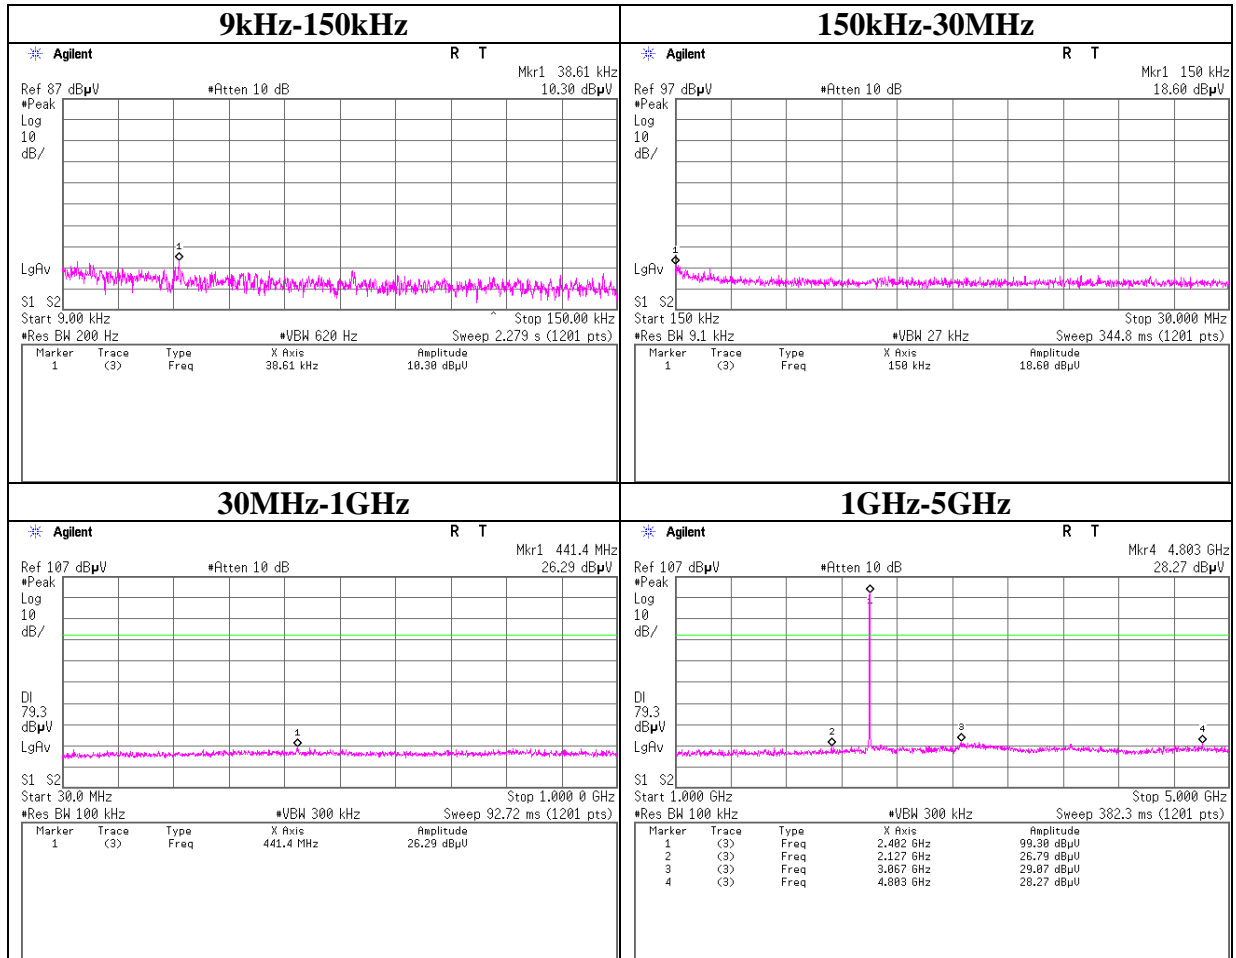 9kHz-150kHz
Agilent R T
Mkr1 38.61 kHz
Ref 87 dBµV #Atten 10 dB 10.30 dBµV
#Peak
Log
10
dB/
1
LgAv
S1 S2
Start 9.00 kHz ^ Stop 150.00 kHz
#Res BW 200 Hz #VBW 620 Hz Sweep 2.279 s (1201 pts)
Marker Trace Type X Axis Amplitude
1 (3) Freq 38.61 kHz 10.30 dBµV
150kHz-30MHz
Agilent R T
Mkr1 150 kHz
Ref 97 dBµV #Atten 10 dB 18.60 dBµV
#Peak
Log
10
dB/
1
LgAv
S1 S2
Start 150 kHz Stop 30.000 MHz
#Res BW 9.1 kHz #VBW 27 kHz Sweep 344.8 ms (1201 pts)
Marker Trace Type X Axis Amplitude
1 (3) Freq 150 kHz 18.60 dBµV
30MHz-1GHz
Agilent R T
Mkr1 441.4 MHz
Ref 107 dBµV #Atten 10 dB 26.29 dBµV
#Peak
Log
10
dB/
DI
79.3
dBµV
1
LgAv
S1 S2
Start 30.0 MHz Stop 1.000 0 GHz
#Res BW 100 kHz #VBW 300 kHz Sweep 92.72 ms (1201 pts)
Marker Trace Type X Axis Amplitude
1 (3) Freq 441.4 MHz 26.29 dBµV
1GHz-5GHz
Agilent R T
Mkr4 4.803 GHz
Ref 107 dBµV #Atten 10 dB 28.27 dBµV
#Peak
Log
10
dB/
1
DI
79.3
dBµV
2 3 4
LgAv
S1 S2
Start 1.000 GHz Stop 5.000 GHz
#Res BW 100 kHz #VBW 300 kHz Sweep 382.3 ms (1201 pts)
Marker Trace Type X Axis Amplitude
1 (3) Freq 2.402 GHz 99.30 dBµV
2 (3) Freq 2.127 GHz 26.79 dBµV
3 (3) Freq 3.067 GHz 29.07 dBµV
4 (3) Freq 4.803 GHz 28.27 dBµV